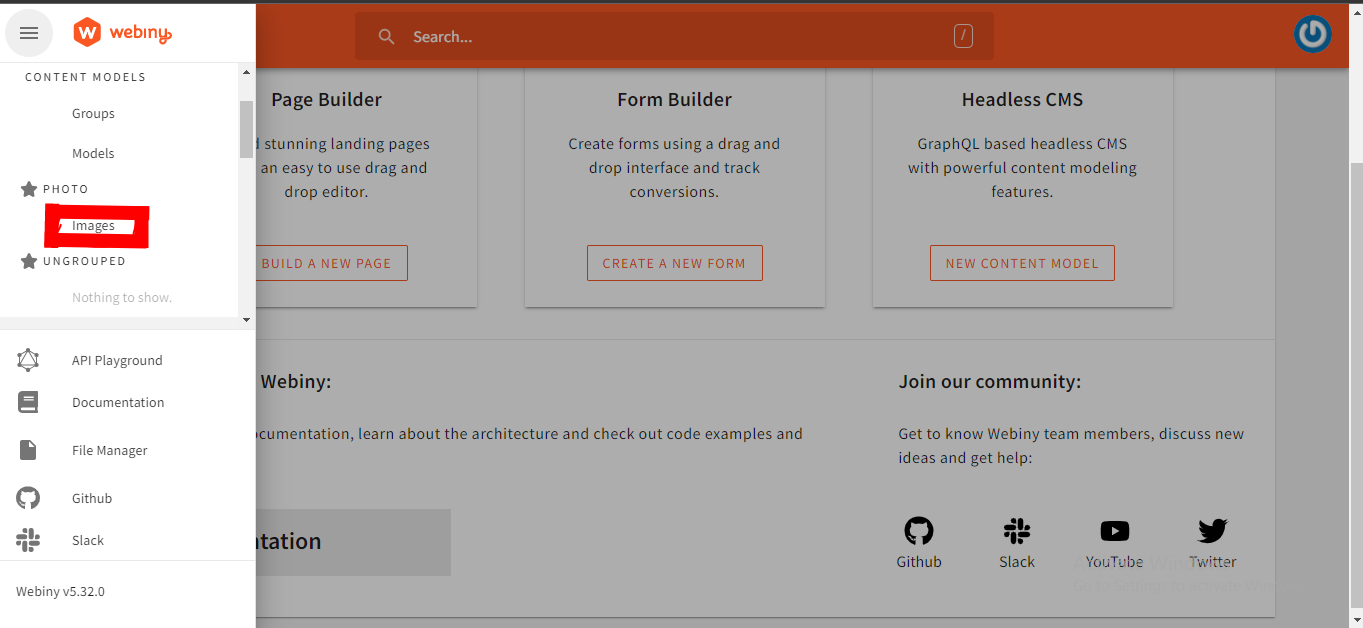 webiny
Search...
/
CONTENT MODELS
Groups
Models
PHOTO
Images
UNGROUPED
Nothing to show.
API Playground
Documentation
File Manager
Github
Slack
Webiny v5.32.0
Page Builder
stunning landing pages
an easy to use drag and
drop editor.
BUILD A NEW PAGE
Form Builder
Create forms using a drag and
drop interface and track
conversions.
CREATE A NEW FORM
Headless CMS
GraphQL based headless CMS
with powerful content modeling
features.
NEW CONTENT MODEL
Webiny:
ocumentation, learn about the architecture and check out code examples and
ntation
Join our community:
Get to know Webiny team members, discuss new
ideas and get help:
Github
Slack
YouTube
Twitter